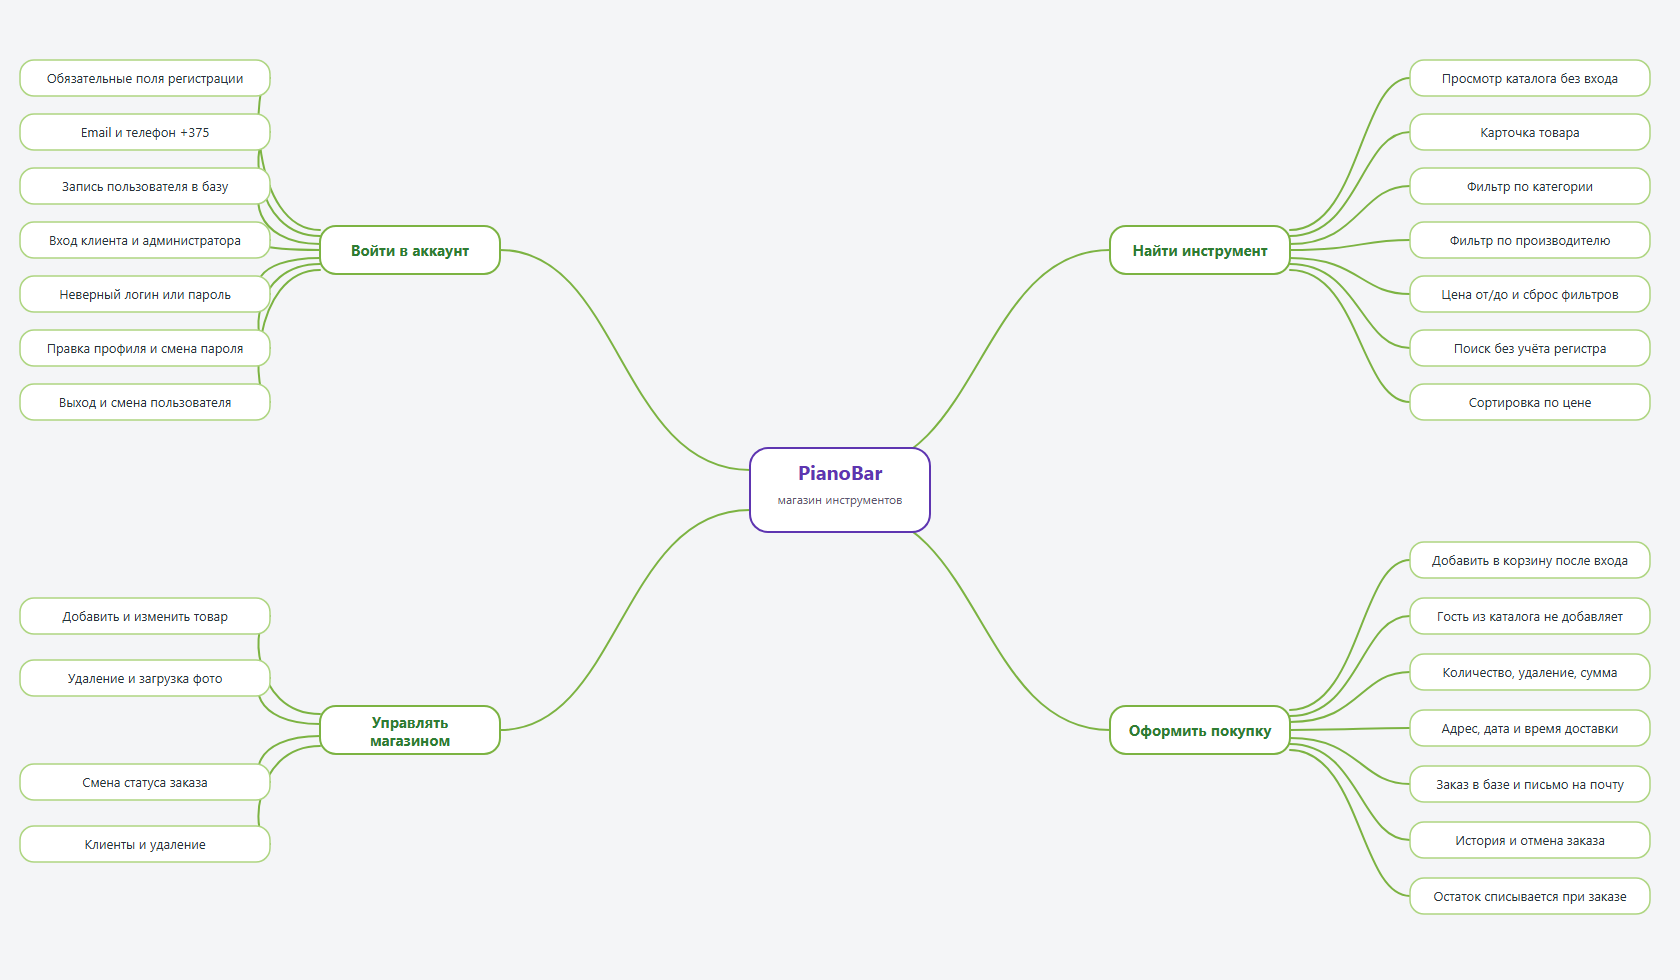 PianoBar
магазин инструментов
Войти в аккаунт
Обязательные поля регистрации
Email и телефон +375
Запись пользователя в базу
Вход клиента и администратора
Неверный логин или пароль
Правка профиля и смена пароля
Выход и смена пользователя
Найти инструмент
Просмотр каталога без входа
Карточка товара
Фильтр по категории
Фильтр по производителю
Цена от/до и сброс фильтров
Поиск без учёта регистра
Сортировка по цене
Управлять
магазином
Добавить и изменить товар
Удаление и загрузка фото
Смена статуса заказа
Клиенты и удаление
Оформить покупку
Добавить в корзину после входа
Гость из каталога не добавляет
Количество, удаление, сумма
Адрес, дата и время доставки
Заказ в базе и письмо на почту
История и отмена заказа
Остаток списывается при заказе